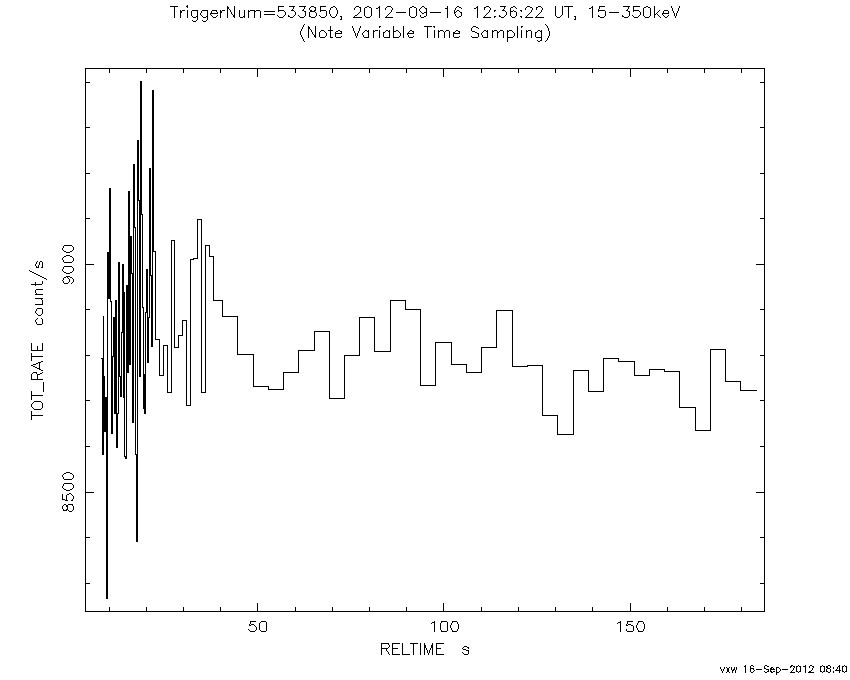 TriggerNum=533850, 2012-09-16 12:36:22 UT, 15-350keV
(Note Variable Time Sampling)
TOT_RATE count/s
9000
8500
50 100 150
RELTIME s
vxw 16-Sep-2012 08:40